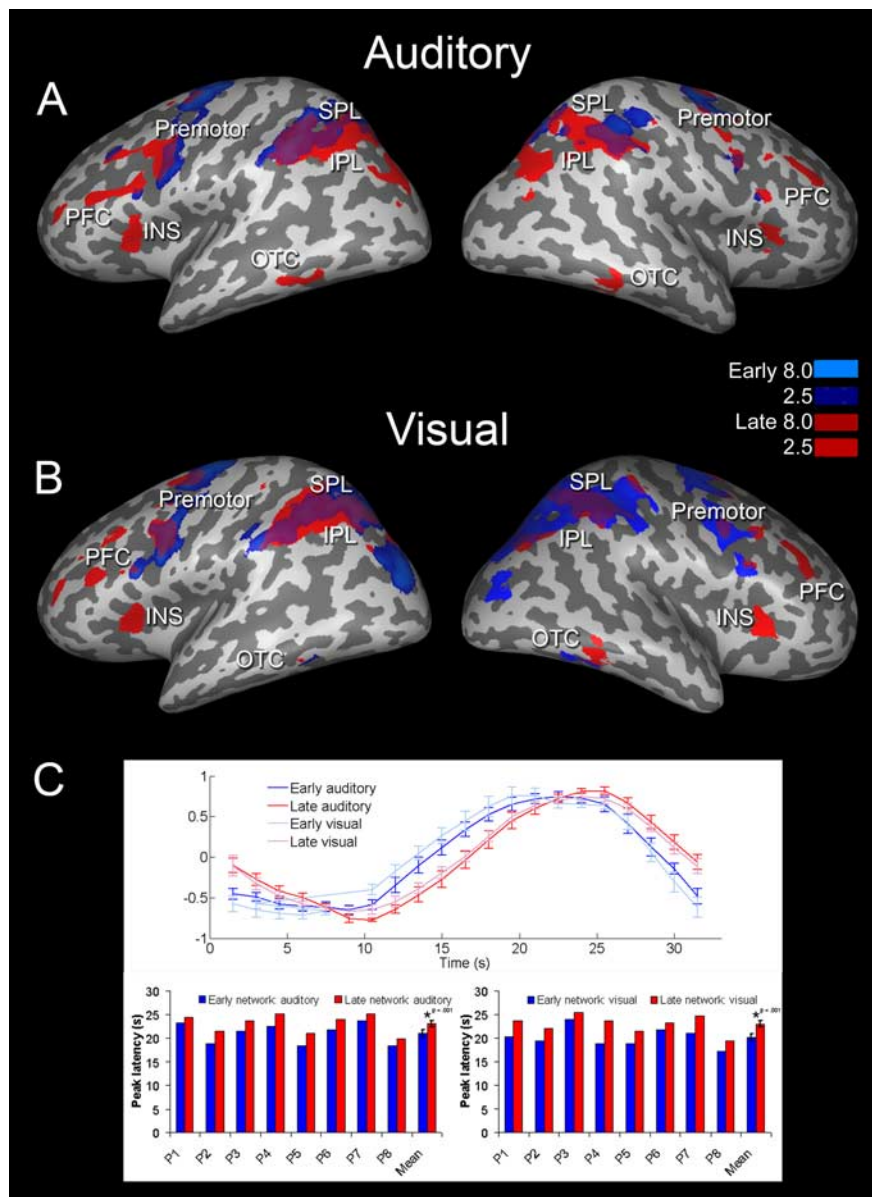 Auditory
A
SPL
Premotor
IPL
PFC
INS
OTC
SPL
Premotor
IPL
PFC
INS
OTC
Early 8.0
2.5
Late 8.0
2.5
Visual
B
SPL
Premotor
IPL
PFC
INS
OTC
SPL
Premotor
IPL
PFC
INS
OTC
C
1
0.5
0
-0.5
-1
Early auditory
Late auditory
Early visual
Late visual
0 5 10 15 20 25 30
Time (s)
Early network: auditory Late network: auditory
Peak latency (s)
30
25
20
15
10
5
0
* p = .001
P1 P2 P3 P4 P5 P6 P7 P8 Mean
Early network: visual Late network: visual
Peak latency (s)
30
25
20
15
10
5
0
* p = .001
P1 P2 P3 P4 P5 P6 P7 P8 Mean